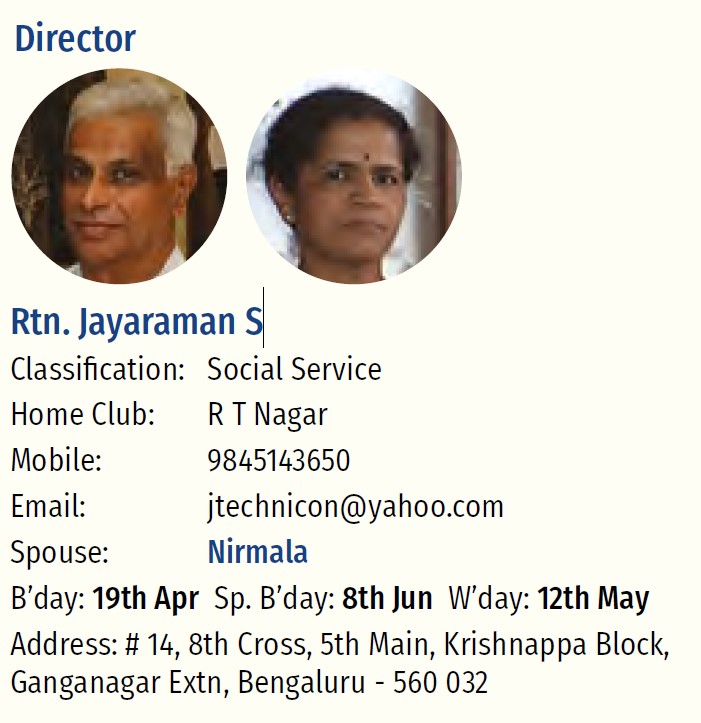 Director
Rtn. Jayaraman S
Classification: Social Service
Home Club: R T Nagar
Mobile: 9845143650
Email: jtechnicon@yahoo.com
Spouse: Nirmala
B’day: 19th Apr Sp. B’day: 8th Jun W’day: 12th May
Address: # 14, 8th Cross, 5th Main, Krishnappa Block,
Ganganagar Extn, Bengaluru - 560 032